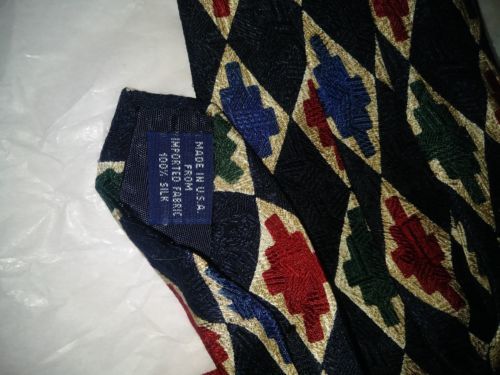 MADE IN U.S.A.
FROM
IMPORTED FABRIC
100% SILK